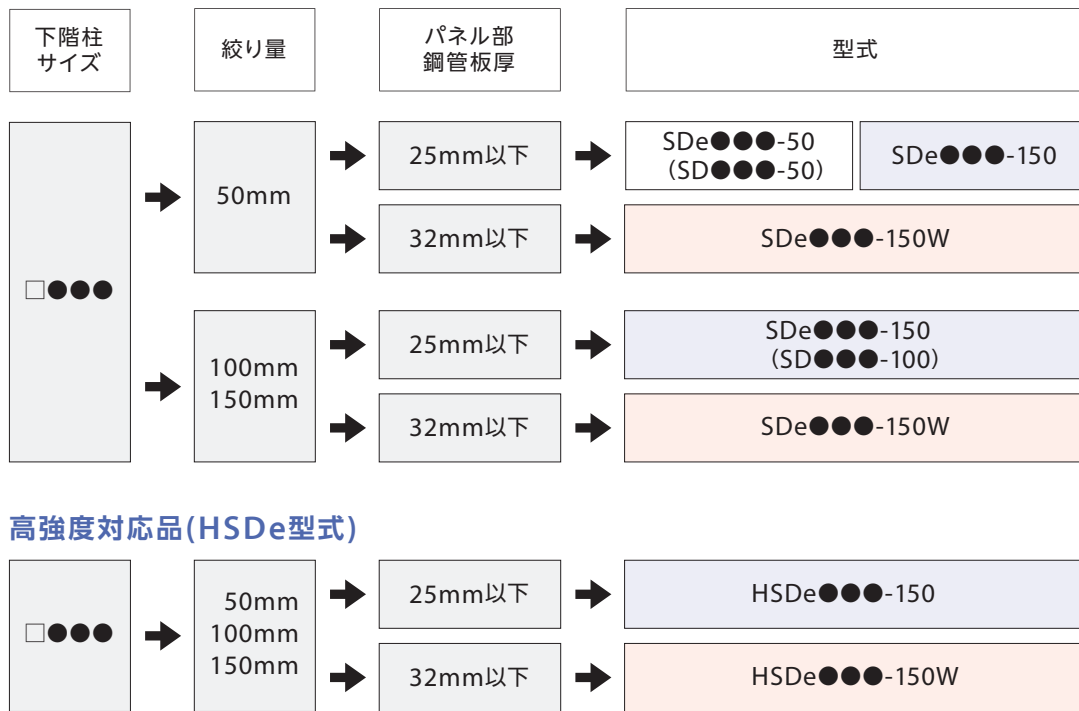 下階柱
サイズ
絞り量
パネル部
鋼管板厚
型式
□●●●
50mm
25mm以下
SDe●●●-50
(SD●●●-50)
SDe●●●-150
32mm以下
SDe●●●-150W
100mm
150mm
25mm以下
SDe●●●-150
(SD●●●-100)
32mm以下
SDe●●●-150W
高強度対応品(HSDe型式)
□●●●
50mm
100mm
150mm
25mm以下
HSDe●●●-150
32mm以下
HSDe●●●-150W